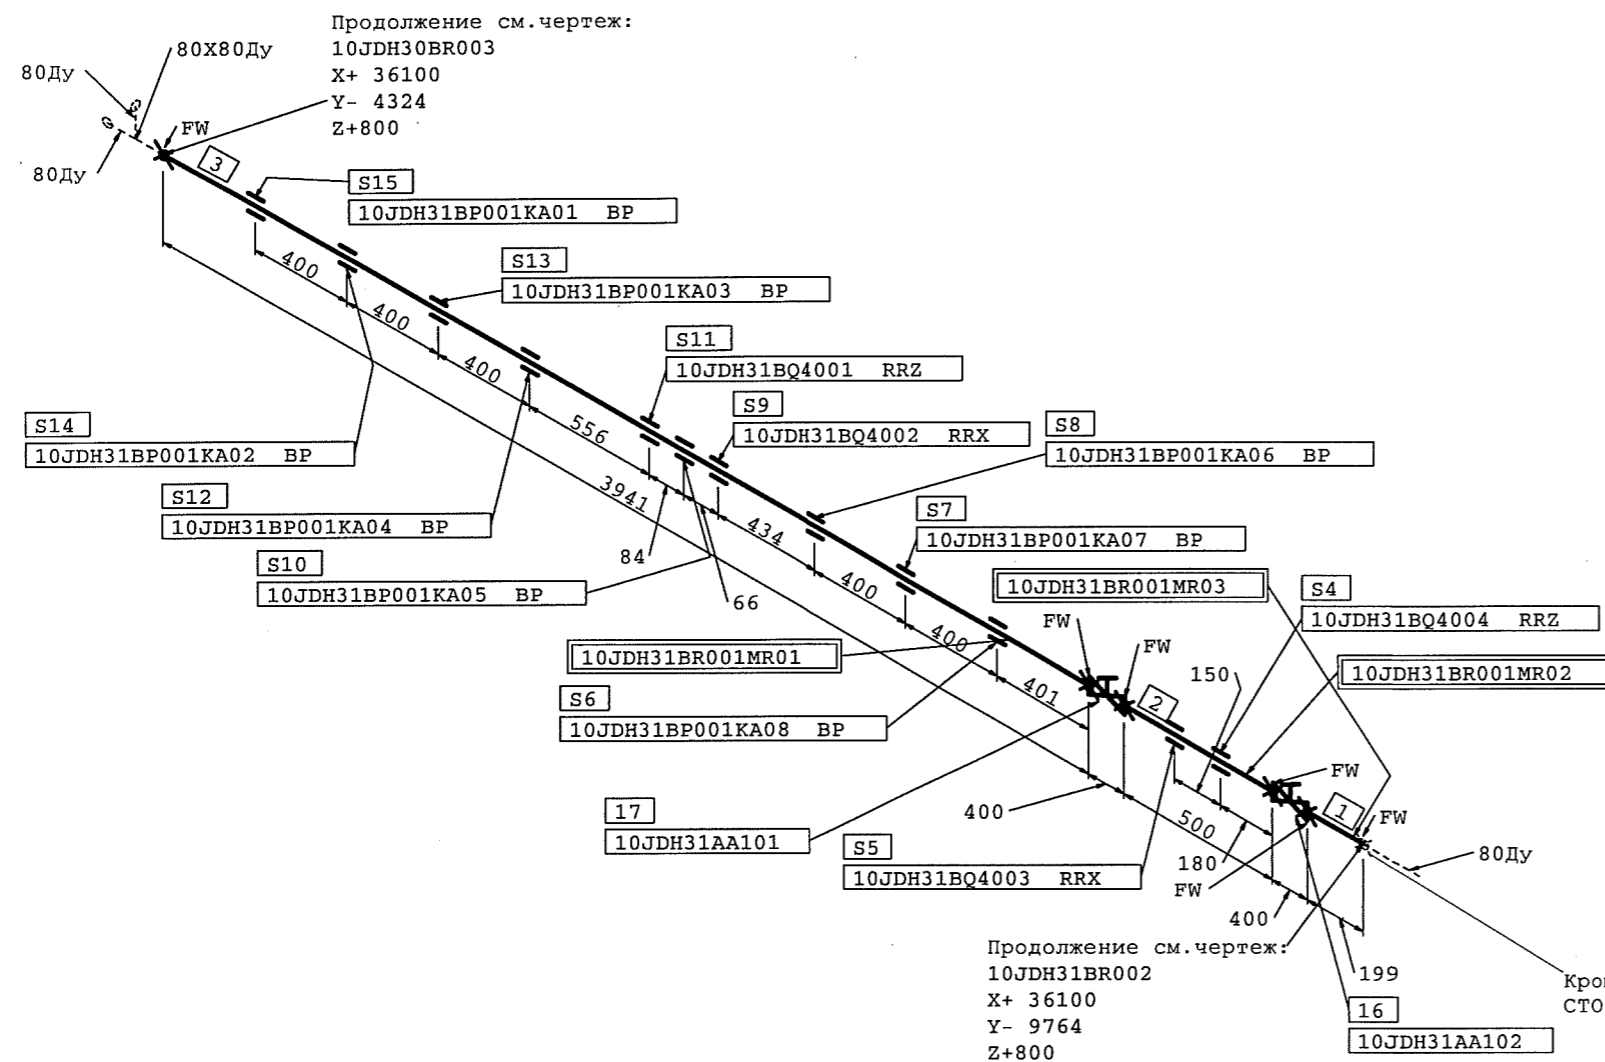 Продолжение см.чертеж:
10JDH30BR003
X+ 36100
Y- 4324
Z+800
80Х80Ду
80Ду
80Ду
FW
3
S15
10JDH31BP001KA01 BP
S13
10JDH31BP001KA03 BP
400
400
400
S11
10JDH31BQ4001 RRZ
S9
10JDH31BQ4002 RRX
S8
10JDH31BP001KA06 BP
S14
10JDH31BP001KA02 BP
556
S12
10JDH31BP001KA04 BP
3941
84
434
S7
10JDH31BP001KA07 BP
S10
10JDH31BP001KA05 BP
66
400
400
10JDH31BR001MR03
S4
10JDH31BQ4004 RRZ
FW
FW
10JDH31BR001MR01
10JDH31BR001MR02
150
401
2
S6
10JDH31BP001KA08 BP
FW
17
10JDH31AA101
400
500
1
FW
180
80Ду
S5
10JDH31BQ4003 RRX
FW
400
199
Продолжение см.чертеж:
10JDH31BR002
X+ 36100
Y- 9764
Z+800
16
10JDH31AA102
СТО